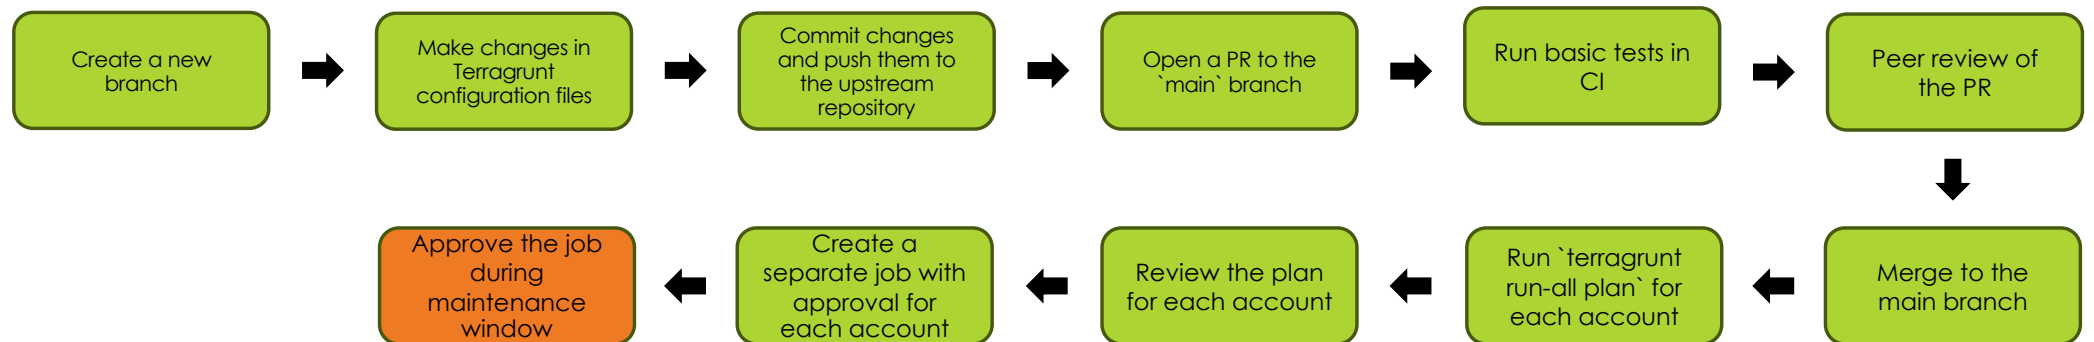 Create a new
branch
Make changes in
Terragrunt
configuration files
Commit changes
and push them to
the upstream
repository
Open a PR to the
`main` branch
Run basic tests in
CI
Peer review of
the PR
Merge to the
main branch
Run `terragrunt
run-all plan` for
each account
Review the plan
for each account
Create a
separate job with
approval for
each account
Approve the job
during
maintenance
window